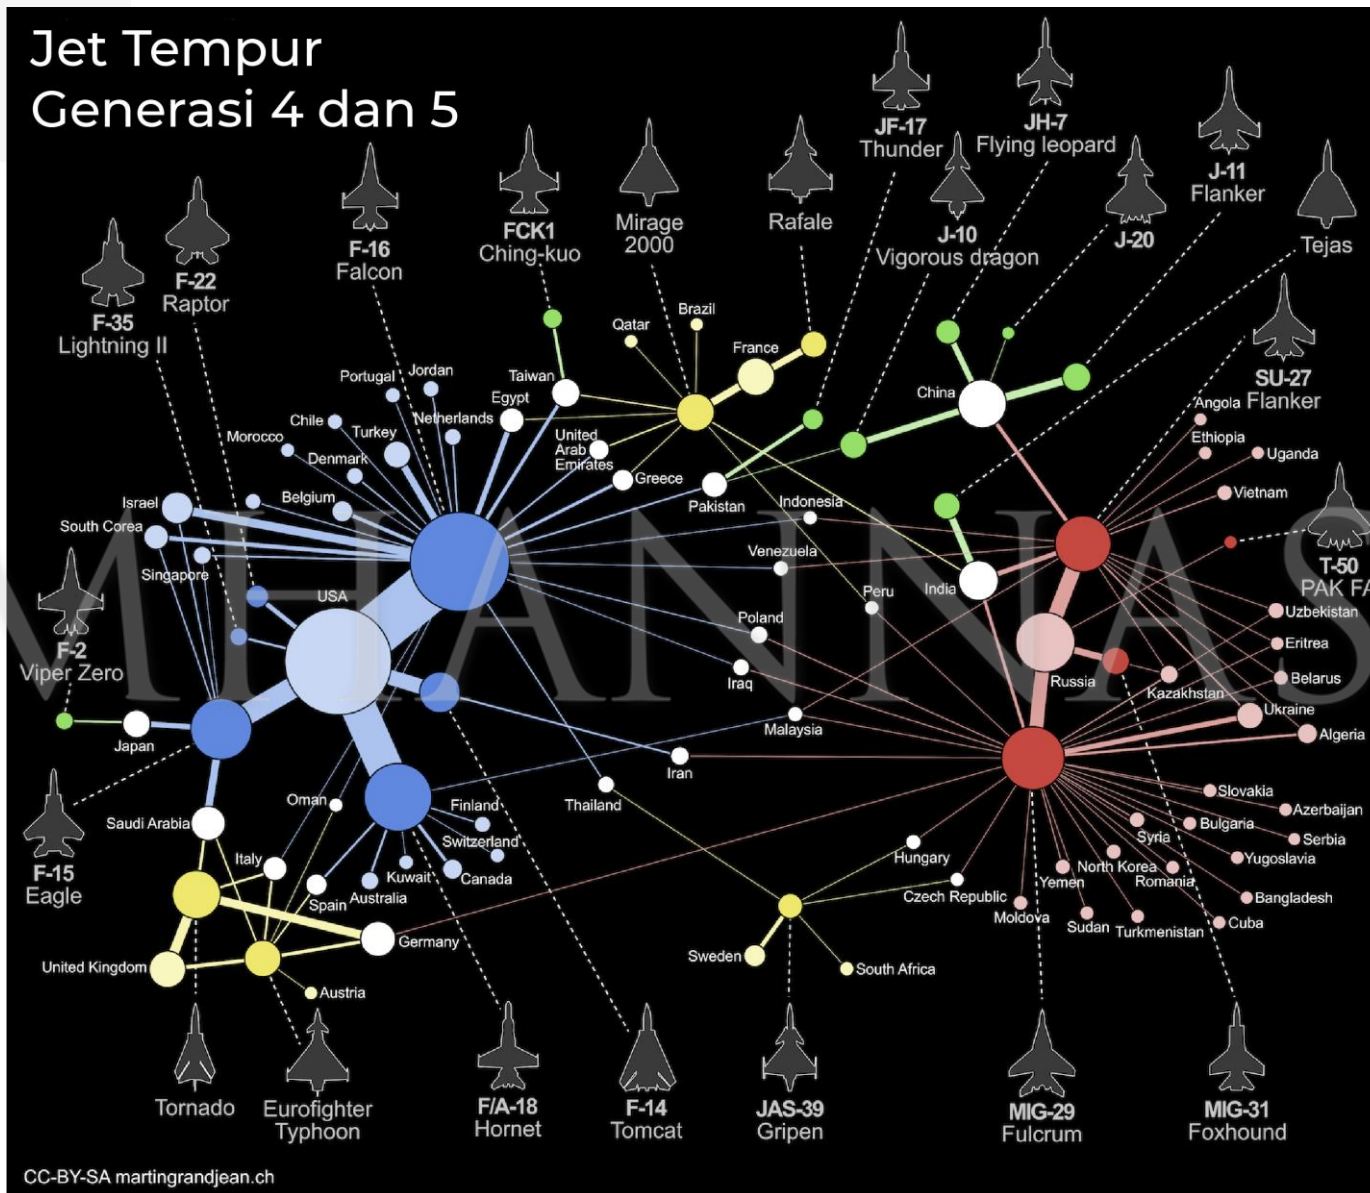 Jet Tempur
Generasi 4 dan 5
JF-17
Thunder
JH-7
Flying leopard
J-11
Flanker
F-16
Falcon
FCK1
Ching-kuo
Mirage
2000
Rafale
J-10
Vigorous dragon
J-20
Tejas
F-22
Raptor
F-35
Lightning II
SU-27
Flanker
Qatar
Brazil
France
Portugal
Jordan
Taiwan
Egypt
China
Angola
Chile
Turkey
Netherlands
Morocco
Denmark
United
Arab
Emirates
Ethiopia
Uganda
Israel
Belgium
Greece
Pakistan
Indonesia
Vietnam
South Corea
Singapore
Venezuela
T-50
PAK FA
USA
Peru
India
Poland
Uzbekistan
F-2
Viper Zero
Eritrea
Iraq
Russia
Kazakhstan
Belarus
MHANNAS
Ukraine
Japan
Malaysia
Algeria
Iran
Oman
Thailand
Finland
Slovakia
Saudi Arabia
Switzerland
Azerbaijan
Syria
Bulgaria
Serbia
F-15
Eagle
Italy
Kuwait
Canada
Hungary
North Korea
Yugoslavia
Spain
Australia
Czech Republic
Yemen
Romania
Bangladesh
Moldova
Sudan
Turkmenistan
Cuba
Germany
Sweden
South Africa
United Kingdom
Austria
Tornado
Eurofighter
Typhoon
F/A-18
Hornet
F-14
Tomcat
JAS-39
Gripen
MIG-29
Fulcrum
MIG-31
Foxhound
CC-BY-SA martingrandjean.ch